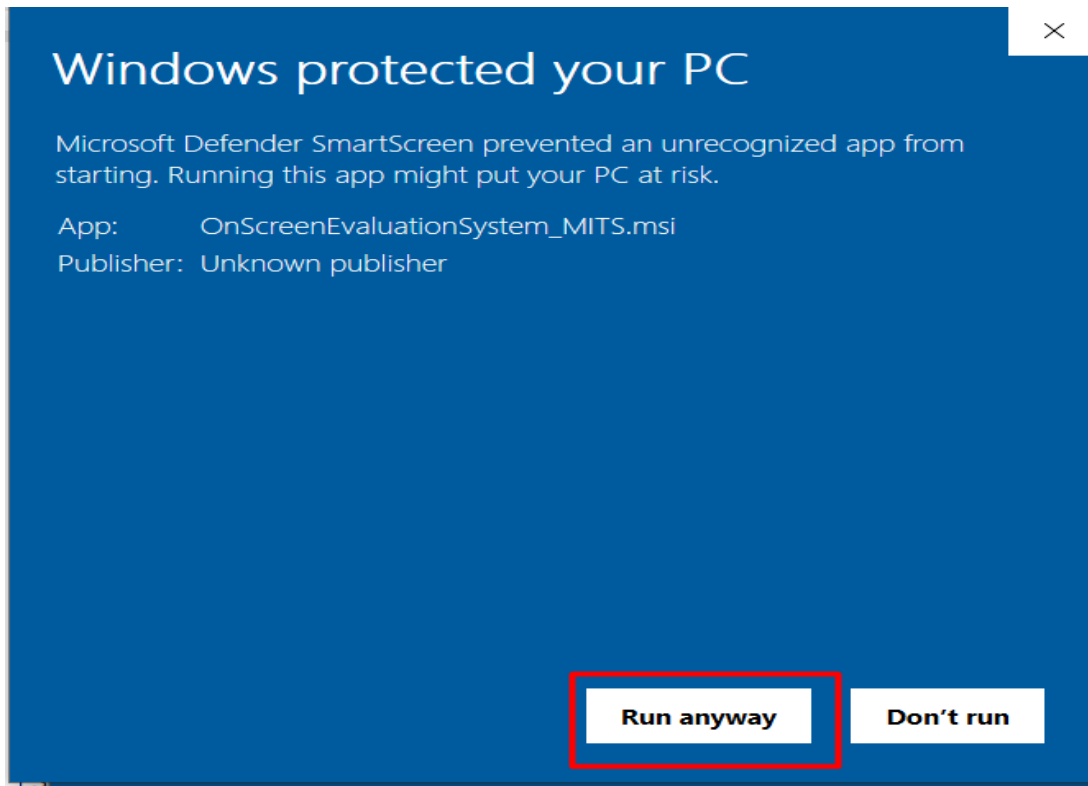 Windows protected your PC
Microsoft Defender SmartScreen prevented an unrecognized app from
starting. Running this app might put your PC at risk.
App: OnScreenEvaluationSystem_MITS.msi
Publisher: Unknown publisher
Run anyway Don't run